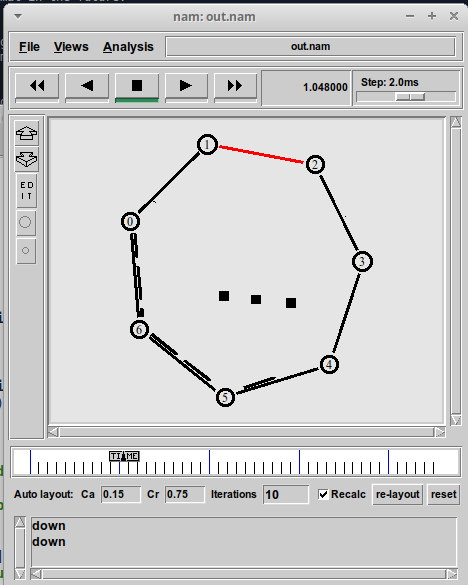 nam: out.nam
File Views Analysis out.nam
1.048000 Step: 2.0ms
EDIT
1
2
0
3
6
4
5
TIME
Auto layout: Ca 0.15 Cr 0.75 Iterations 10 Recalc re-layout reset
down
down